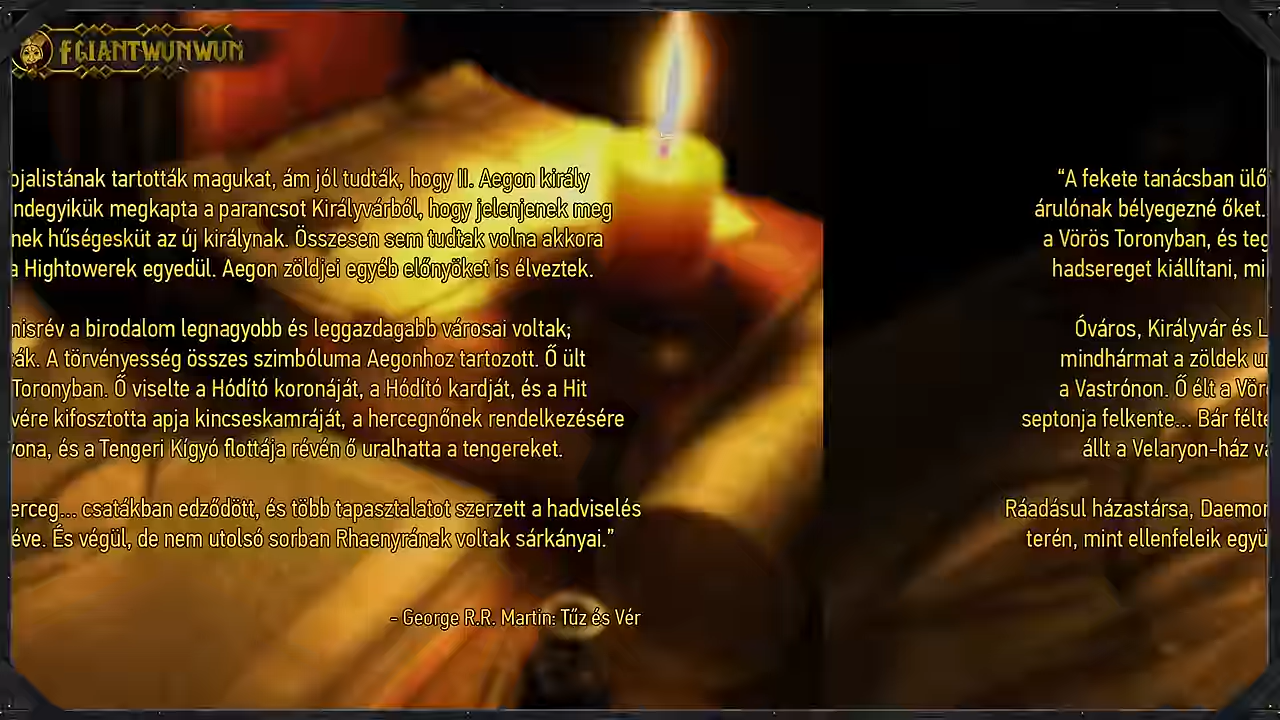 FGIANTWUNWUN
ojalistának tartották magukat, ám jól tudták, hogy II. Aegon király
ndegyikük megkapta a parancsot Királyvárból, hogy jelenjenek meg
nek hűségesküt az új királynak. Összesen sem tudtak volna akkora
a Hightowerek egyedül. Aegon zöldjei egyéb előnyöket is élveztek.
nisrév a birodalom legnagyobb és leggazdagabb városai voltak;
ák. A törvényesség összes szimbóluma Aegonhoz tartozott. Ő ült
Toronyban. Ő viselte a Hódító koronáját, a Hódító kardját, és a Hit
vére kifosztotta apja kincseskamráját, a hercegnőnek rendelkezésére
yona, és a Tengeri Kígyó flottája révén ő uralhatta a tengereket.
erceg... csatákban edződött, és több tapasztalatot szerzett a hadviselés
éve. És végül, de nem utolsó sorban Rhaenyrának voltak sárkányai.”
- George R.R. Martin: Tűz és Vér
“A fekete tanácsban ülő
árulónak bélyegezné őket.
a Vörös Toronyban, és teg
hadsereget kiállítani, mi
Óváros, Királyvár és L
mindhármat a zöldek u
a Vastrónon. Ő élt a Vör
septonja felkente... Bár félte
állt a Velaryon-ház va
Ráadásul házastársa, Daemon
terén, mint ellenfeleik együ